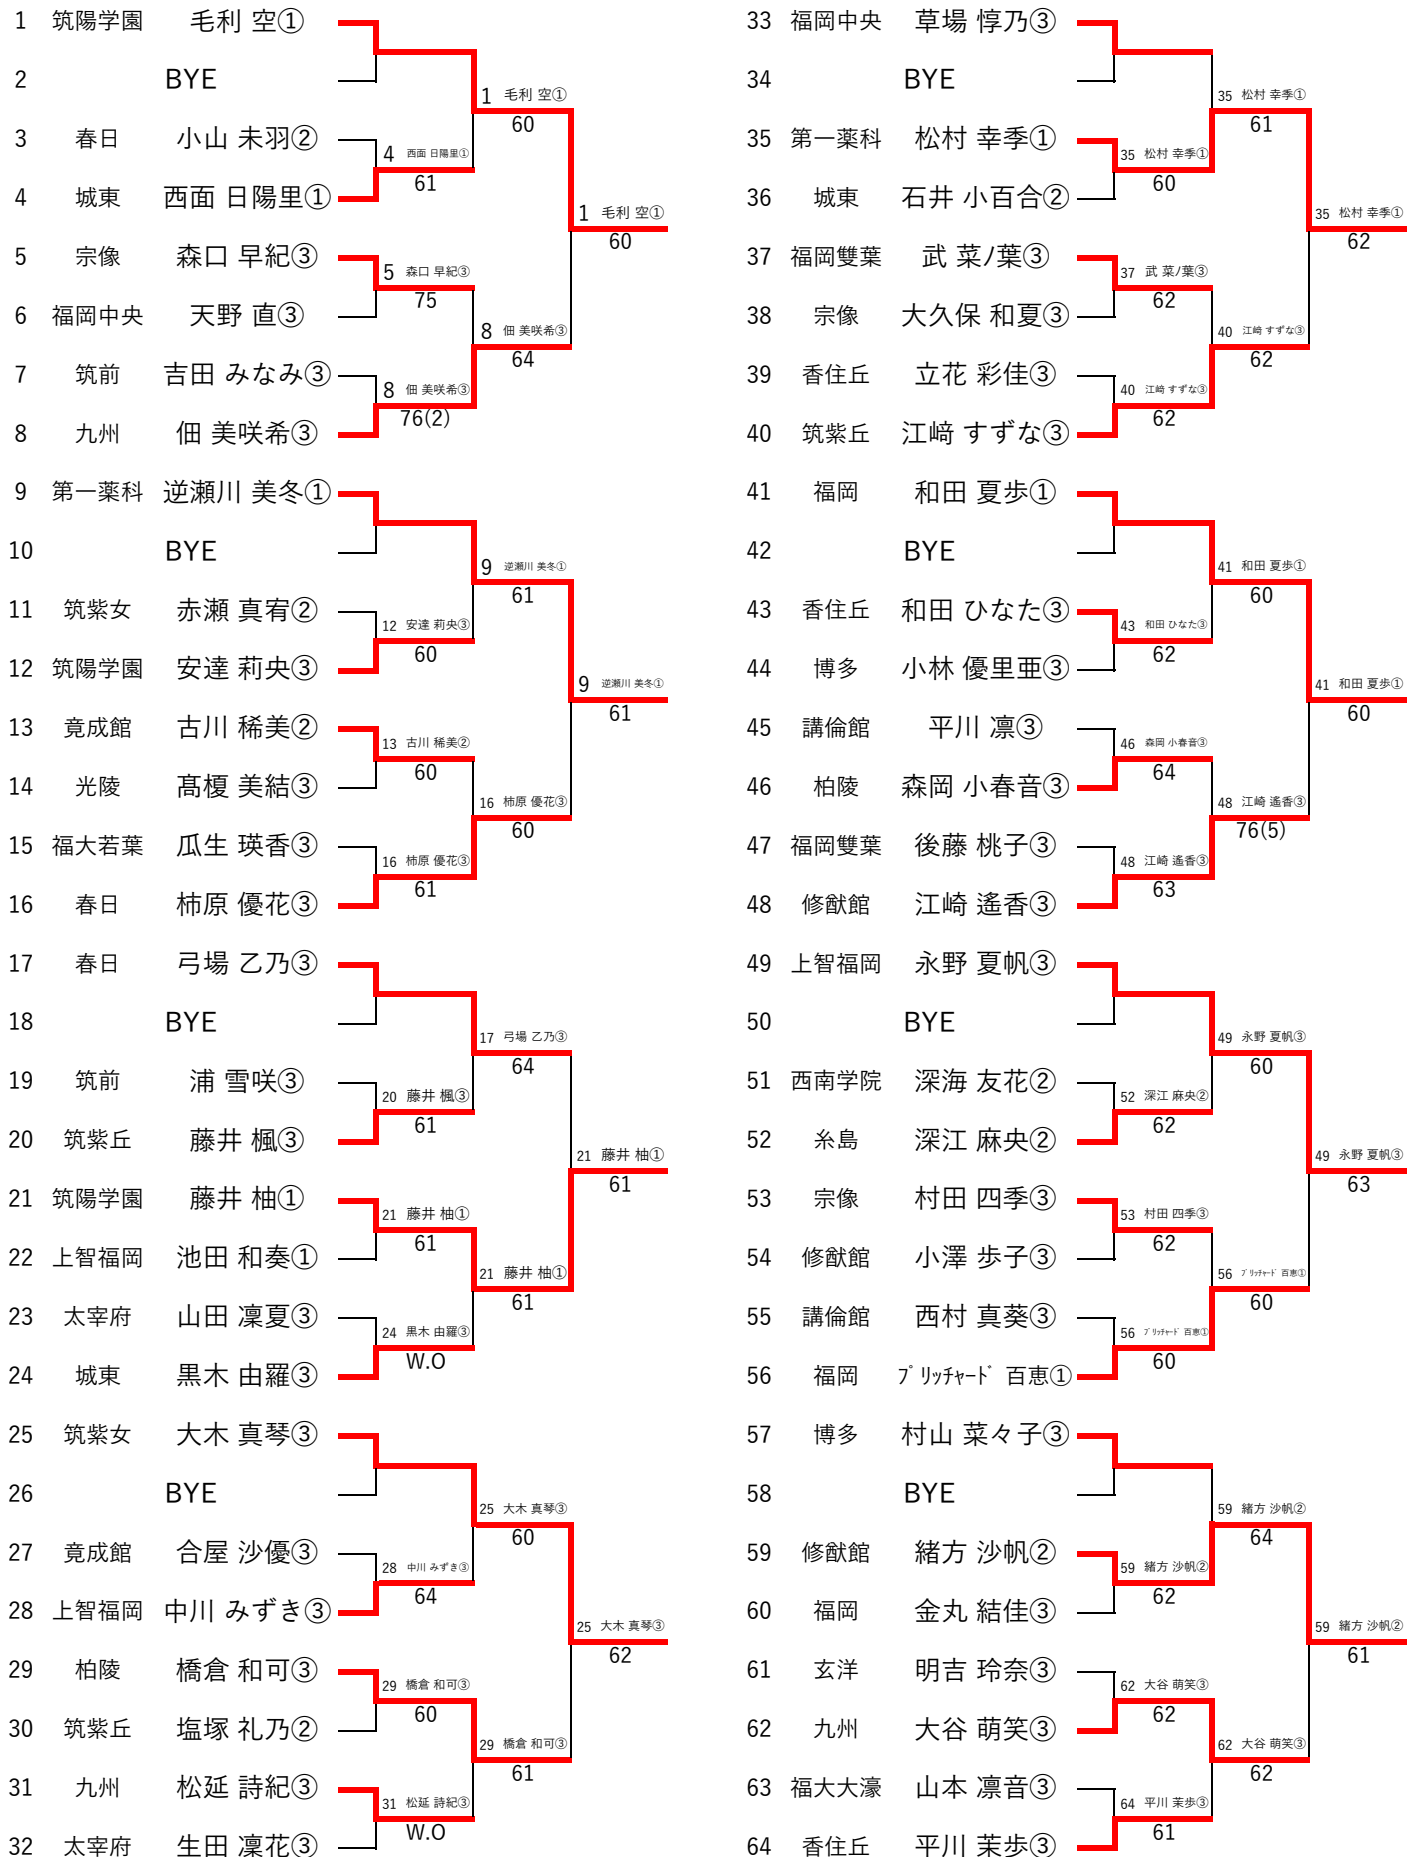 1 筑陽学園 毛利 空①
2 BYE
1 毛利 空①
60
3 春日 小山 未羽②
4 西面 日陽里①
61
4 城東 西面 日陽里①
1 毛利 空①
60
5 宗像 森口 早紀③
5 森口 早紀③
75
6 福岡中央 天野 直③
8 佃 美咲希③
64
7 筑前 吉田 みなみ③
8 佃 美咲希③
76(2)
8 九州 佃 美咲希③
9 第一薬科 逆瀬川 美冬①
10 BYE
9 逆瀬川 美冬①
61
11 筑紫女 赤瀬 真宥②
12 安達 莉央③
60
12 筑陽学園 安達 莉央③
9 逆瀬川 美冬①
61
13 竟成館 古川 稀美②
13 古川 稀美②
60
14 光陵 髙榎 美結③
16 柿原 優花③
60
15 福大若葉 瓜生 瑛香③
16 柿原 優花③
61
16 春日 柿原 優花③
17 春日 弓場 乙乃③
18 BYE
17 弓場 乙乃③
64
19 筑前 浦 雪咲③
20 藤井 楓③
61
20 筑紫丘 藤井 楓③
21 藤井 柚①
61
21 筑陽学園 藤井 柚①
21 藤井 柚①
61
22 上智福岡 池田 和奏①
21 藤井 柚①
61
23 太宰府 山田 凜夏③
24 黒木 由羅③
W.O
24 城東 黒木 由羅③
25 筑紫女 大木 真琴③
26 BYE
25 大木 真琴③
60
27 竟成館 合屋 沙優③
28 中川 みずき③
64
28 上智福岡 中川 みずき③
25 大木 真琴③
62
29 柏陵 橋倉 和可③
29 橋倉 和可③
60
30 筑紫丘 塩塚 礼乃②
29 橋倉 和可③
61
31 九州 松延 詩紀③
31 松延 詩紀③
W.O
32 太宰府 生田 凜花③
33 福岡中央 草場 惇乃③
34 BYE
35 松村 幸季①
61
35 第一薬科 松村 幸季①
35 松村 幸季①
60
36 城東 石井 小百合②
35 松村 幸季①
62
37 福岡雙葉 武 菜ﾉ葉③
37 武 菜ﾉ葉③
62
38 宗像 大久保 和夏③
40 江﨑 すずな③
62
39 香住丘 立花 彩佳③
40 江﨑 すずな③
62
40 筑紫丘 江﨑 すずな③
41 福岡 和田 夏歩①
42 BYE
41 和田 夏歩①
60
43 香住丘 和田 ひなた③
43 和田 ひなた③
62
44 博多 小林 優里亜③
41 和田 夏歩①
60
45 講倫館 平川 凛③
46 森岡 小春音③
64
46 柏陵 森岡 小春音③
48 江崎 遙香③
76(5)
47 福岡雙葉 後藤 桃子③
48 江崎 遙香③
63
48 修猷館 江崎 遙香③
49 上智福岡 永野 夏帆③
50 BYE
49 永野 夏帆③
60
51 西南学院 深海 友花②
52 深江 麻央②
62
52 糸島 深江 麻央②
49 永野 夏帆③
63
53 宗像 村田 四季③
53 村田 四季③
62
54 修猷館 小澤 歩子③
56 ﾌﾟﾘｯﾁｬｰﾄﾞ 百恵①
60
55 講倫館 西村 真葵③
56 ﾌﾟﾘｯﾁｬｰﾄﾞ 百恵①
60
56 福岡 ﾌﾟﾘｯﾁｬｰﾄﾞ 百恵①
57 博多 村山 菜々子③
58 BYE
59 緒方 沙帆②
64
59 修猷館 緒方 沙帆②
59 緒方 沙帆②
62
60 福岡 金丸 結佳③
59 緒方 沙帆②
61
61 玄洋 明吉 玲奈③
62 大谷 萌笑③
62
62 九州 大谷 萌笑③
62 大谷 萌笑③
62
63 福大大濠 山本 凛音③
64 平川 茉歩③
61
64 香住丘 平川 茉歩③